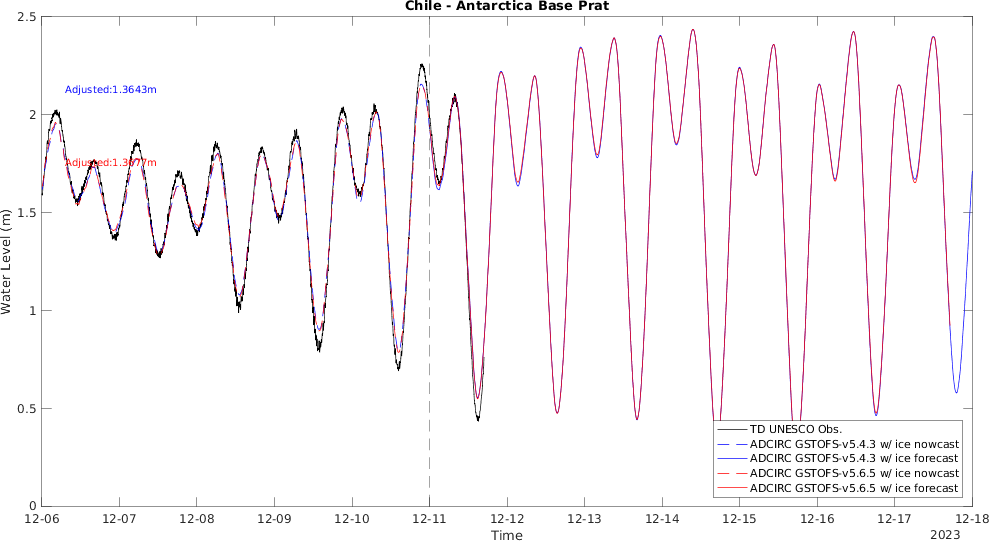 Chile - Antarctica Base Prat
2.5
2
1.5
1
0.5
0
Water Level (m)
Adjusted:1.3643m
Adjusted:1.3677m
TD UNESCO Obs.
ADCIRC GSTOFS-v5.4.3 w/ ice nowcast
ADCIRC GSTOFS-v5.4.3 w/ ice forecast
ADCIRC GSTOFS-v5.6.5 w/ ice nowcast
ADCIRC GSTOFS-v5.6.5 w/ ice forecast
12-06 12-07 12-08 12-09 12-10 12-11 12-12 12-13 12-14 12-15 12-16 12-17 12-18
Time
2023